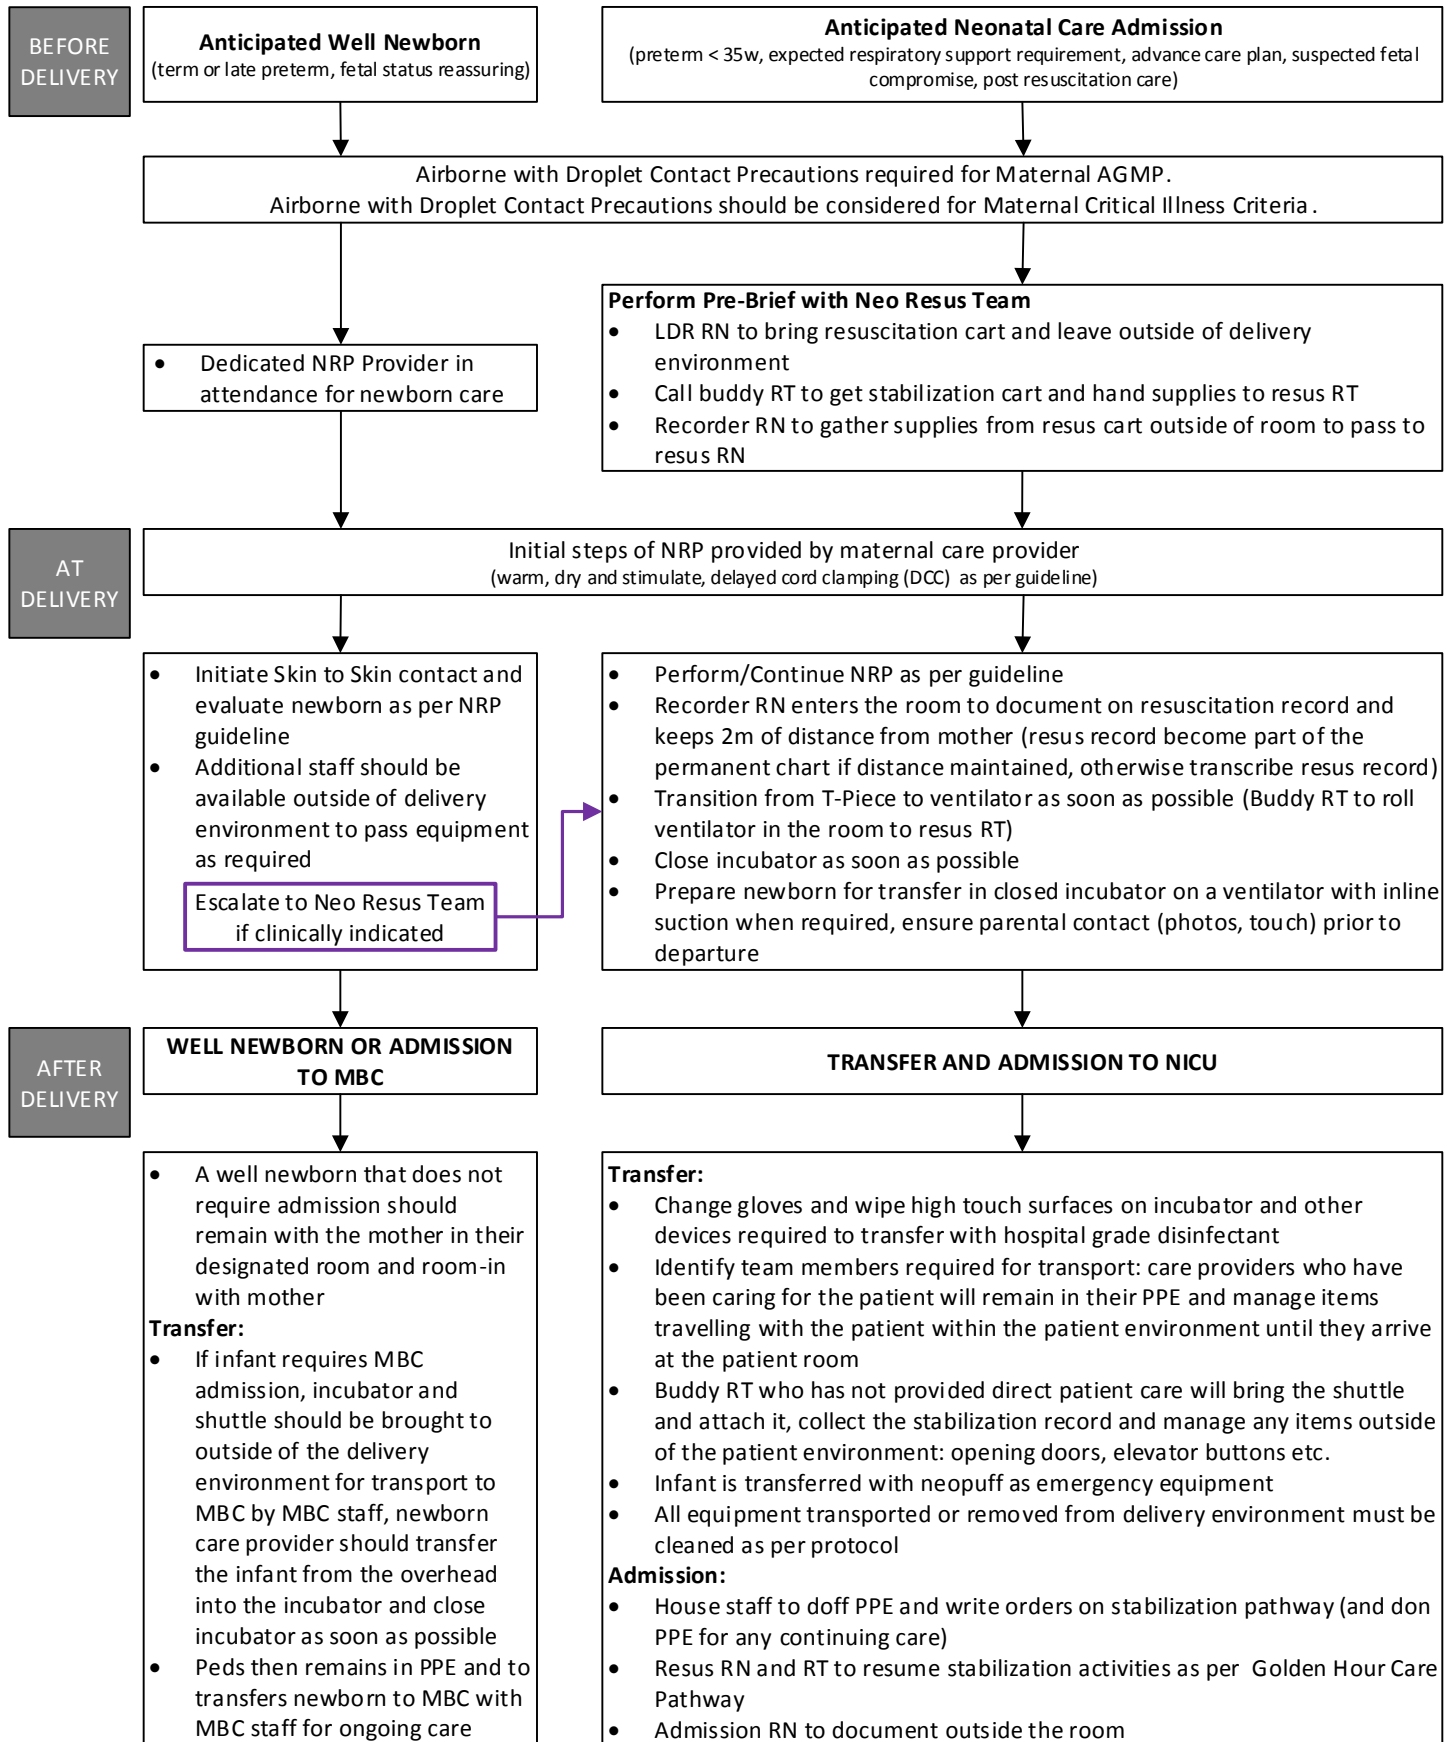 BEFORE
DELIVERY
Anticipated Well Newborn
(term or late preterm, fetal status reassuring)
Anticipated Neonatal Care Admission
(preterm < 35w, expected respiratory support requirement, advance care plan, suspected fetal
compromise, post resuscitation care)
Airborne with Droplet Contact Precautions required for Maternal AGMP.
Airborne with Droplet Contact Precautions should be considered for Maternal Critical Illness Criteria.
• Dedicated NRP Provider in
attendance for newborn care
Perform Pre-Brief with Neo Resus Team
• LDR RN to bring resuscitation cart and leave outside of delivery
environment
• Call buddy RT to get stabilization cart and hand supplies to resus RT
• Recorder RN to gather supplies from resus cart outside of room to pass to
resus RN
AT
DELIVERY
Initial steps of NRP provided by maternal care provider
(warm, dry and stimulate, delayed cord clamping (DCC) as per guideline)
• Initiate Skin to Skin contact and
evaluate newborn as per NRP
guideline
• Additional staff should be
available outside of delivery
environment to pass equipment
as required
Escalate to Neo Resus Team
if clinically indicated
• Perform/Continue NRP as per guideline
• Recorder RN enters the room to document on resuscitation record and
keeps 2m of distance from mother (resus record become part of the
permanent chart if distance maintained, otherwise transcribe resus record)
• Transition from T-Piece to ventilator as soon as possible (Buddy RT to roll
ventilator in the room to resus RT)
• Close incubator as soon as possible
• Prepare newborn for transfer in closed incubator on a ventilator with inline
suction when required, ensure parental contact (photos, touch) prior to
departure
AFTER
DELIVERY
WELL NEWBORN OR ADMISSION
TO MBC
TRANSFER AND ADMISSION TO NICU
• A well newborn that does not
require admission should
remain with the mother in their
designated room and room-in
with mother
Transfer:
• If infant requires MBC
admission, incubator and
shuttle should be brought to
outside of the delivery
environment for transport to
MBC by MBC staff, newborn
care provider should transfer
the infant from the overhead
into the incubator and close
incubator as soon as possible
• Peds then remains in PPE and to
transfers newborn to MBC with
MBC staff for ongoing care
Transfer:
• Change gloves and wipe high touch surfaces on incubator and other
devices required to transfer with hospital grade disinfectant
• Identify team members required for transport: care providers who have
been caring for the patient will remain in their PPE and manage items
travelling with the patient within the patient environment until they arrive
at the patient room
• Buddy RT who has not provided direct patient care will bring the shuttle
and attach it, collect the stabilization record and manage any items outside
of the patient environment: opening doors, elevator buttons etc.
• Infant is transferred with neopuff as emergency equipment
• All equipment transported or removed from delivery environment must be
cleaned as per protocol
Admission:
• House staff to doff PPE and write orders on stabilization pathway (and don
PPE for any continuing care)
• Resus RN and RT to resume stabilization activities as per Golden Hour Care
Pathway
• Admission RN to document outside the room